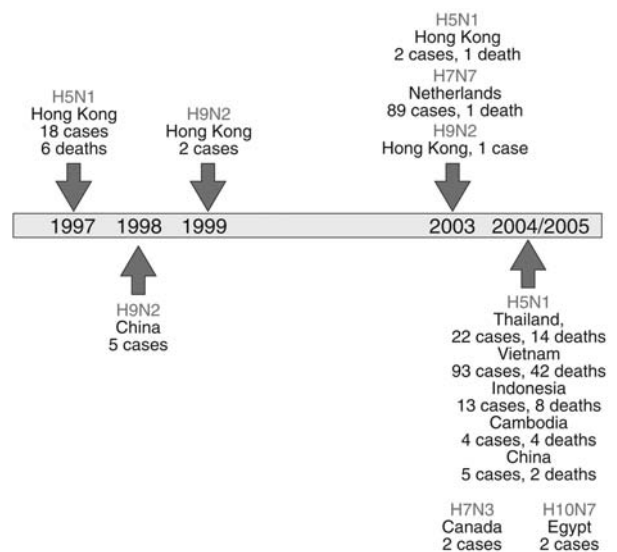 H5N1
Hong Kong
18 cases
6 deaths
H9N2
Hong Kong
2 cases
H5N1
Hong Kong
2 cases, 1 death
H7N7
Netherlands
89 cases, 1 death
H9N2
Hong Kong, 1 case
1997 1998 1999 2003 2004/2005
H9N2
China
5 cases
H5N1
Thailand,
22 cases, 14 deaths
Vietnam
93 cases, 42 deaths
Indonesia
13 cases, 8 deaths
Cambodia
4 cases, 4 deaths
China
5 cases, 2 deaths
H7N3
Canada
2 cases
H10N7
Egypt
2 cases